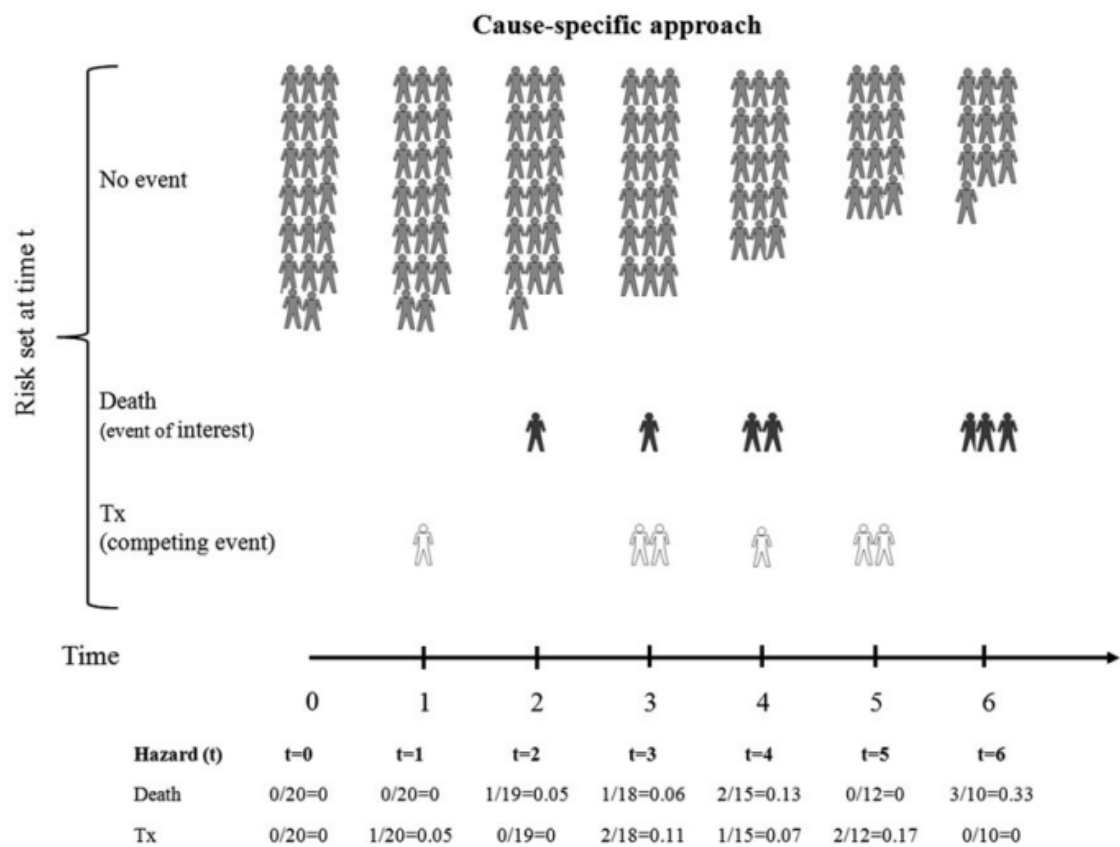 Cause-specific approach
Risk set at time t
No event
Death
(event of interest)
Tx
(competing event)
Time
0 1 2 3 4 5 6
Hazard (t) t=0 t=1 t=2 t=3 t=4 t=5 t=6
Death 0/20=0 0/20=0 1/19=0.05 1/18=0.06 2/15=0.13 0/12=0 3/10=0.33
Tx 0/20=0 1/20=0.05 0/19=0 2/18=0.11 1/15=0.07 2/12=0.17 0/10=0